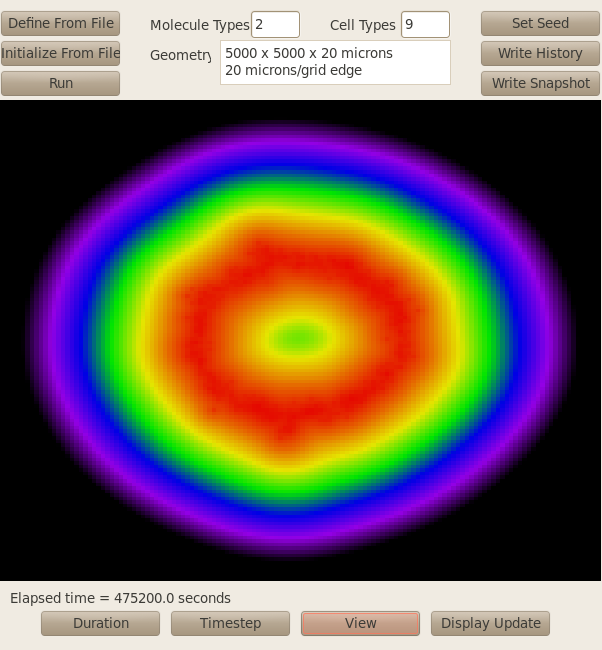 Define From File
Molecule Types 2
Cell Types 9
Set Seed
Initialize From File
Geometry
5000 x 5000 x 20 microns
20 microns/grid edge
Write History
Run
Write Snapshot
Elapsed time = 475200.0 seconds
Duration
Timestep
View
Display Update